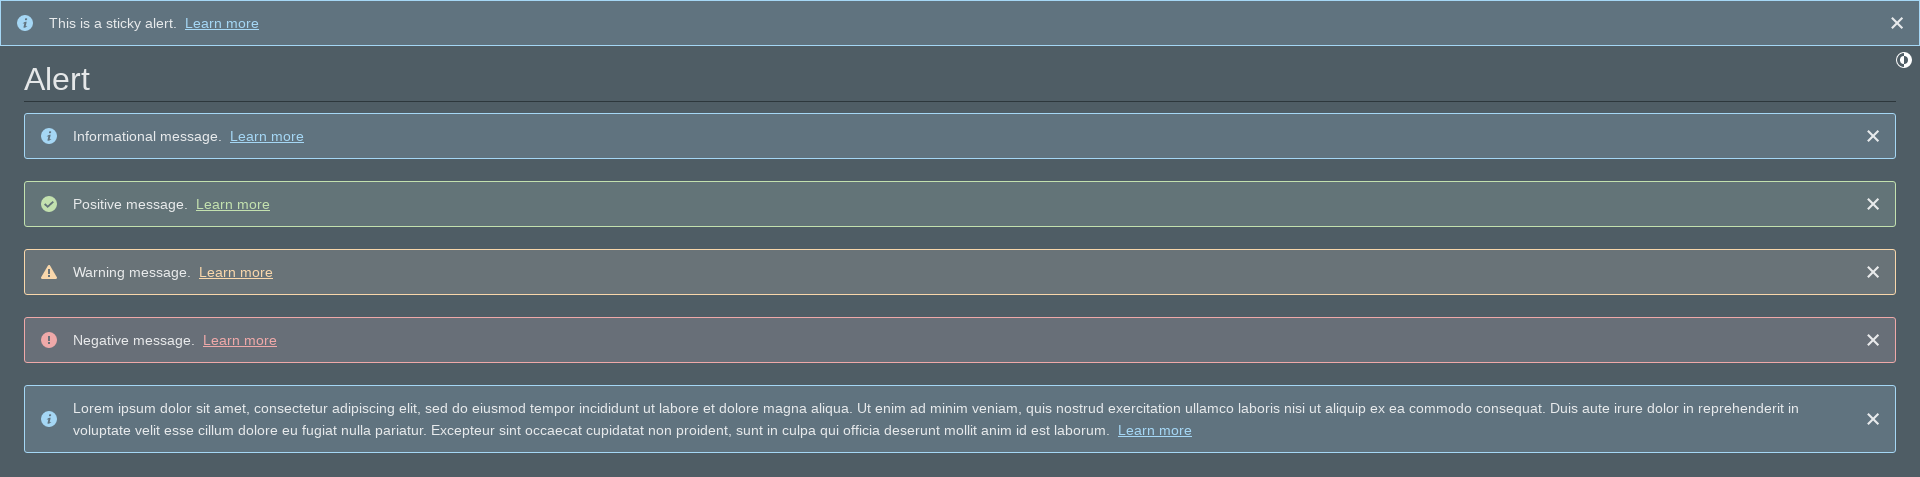 This is a sticky alert. Learn more
Alert
Informational message. Learn more
Positive message. Learn more
Warning message. Learn more
Negative message. Learn more
Lorem ipsum dolor sit amet, consectetur adipiscing elit, sed do eiusmod tempor incididunt ut labore et dolore magna aliqua. Ut enim ad minim veniam, quis nostrud exercitation ullamco laboris nisi ut aliquip ex ea commodo consequat. Duis aute irure dolor in reprehenderit in
voluptate velit esse cillum dolore eu fugiat nulla pariatur. Excepteur sint occaecat cupidatat non proident, sunt in culpa qui officia deserunt mollit anim id est laborum. Learn more